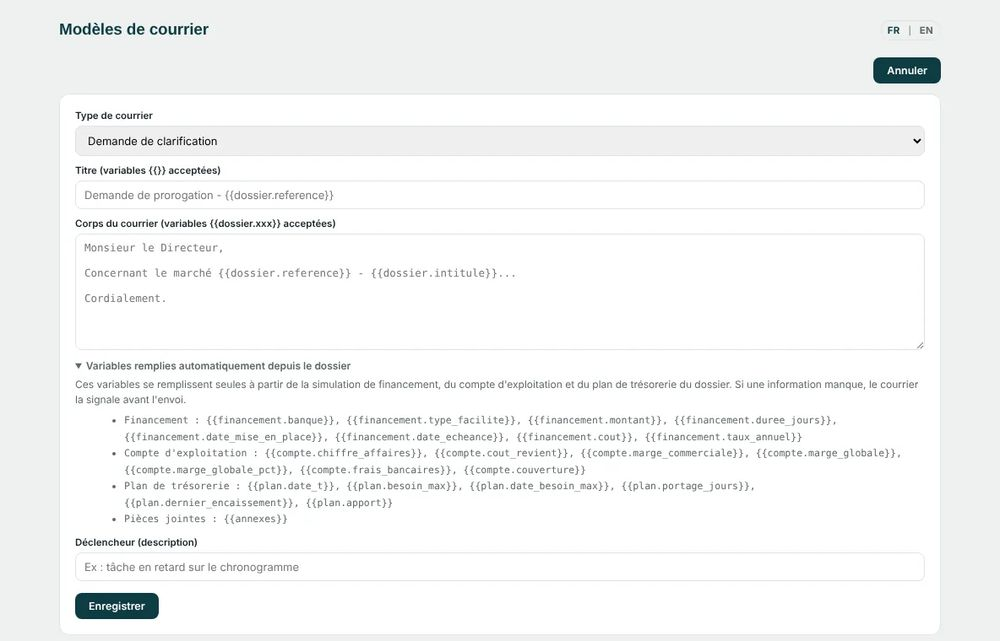 Modèles de courrier
FR | EN
Annuler
Type de courrier
Demande de clarification
Titre (variables {{}} acceptées)
Demande de prorogation - {{dossier.reference}}
Corps du courrier (variables {{dossier.xxx}} acceptées)
Monsieur le Directeur,
Concernant le marché {{dossier.reference}} - {{dossier.intitule}}...
Cordialement.
▼ Variables remplies automatiquement depuis le dossier
Ces variables se remplissent seules à partir de la simulation de financement, du compte d'exploitation et du plan de trésorerie du dossier. Si une information manque, le courrier
la signale avant l'envoi.
• Financement : {{financement.banque}}, {{financement.type_facilite}}, {{financement.montant}}, {{financement.duree_jours}},
{{financement.date_mise_en_place}}, {{financement.date_echeance}}, {{financement.cout}}, {{financement.taux_annuel}}
• Compte d'exploitation : {{compte.chiffre_affaires}}, {{compte.cout_revient}}, {{compte.marge_commerciale}}, {{compte.marge_globale}},
{{compte.marge_globale_pct}}, {{compte.frais_bancaires}}, {{compte.couverture}}
• Plan de trésorerie : {{plan.date_t}}, {{plan.besoin_max}}, {{plan.date_besoin_max}}, {{plan.portage_jours}},
{{plan.dernier_encaissement}}, {{plan.apport}}
• Pièces jointes : {{annexes}}
Déclencheur (description)
Ex : tâche en retard sur le chronogramme
Enregistrer